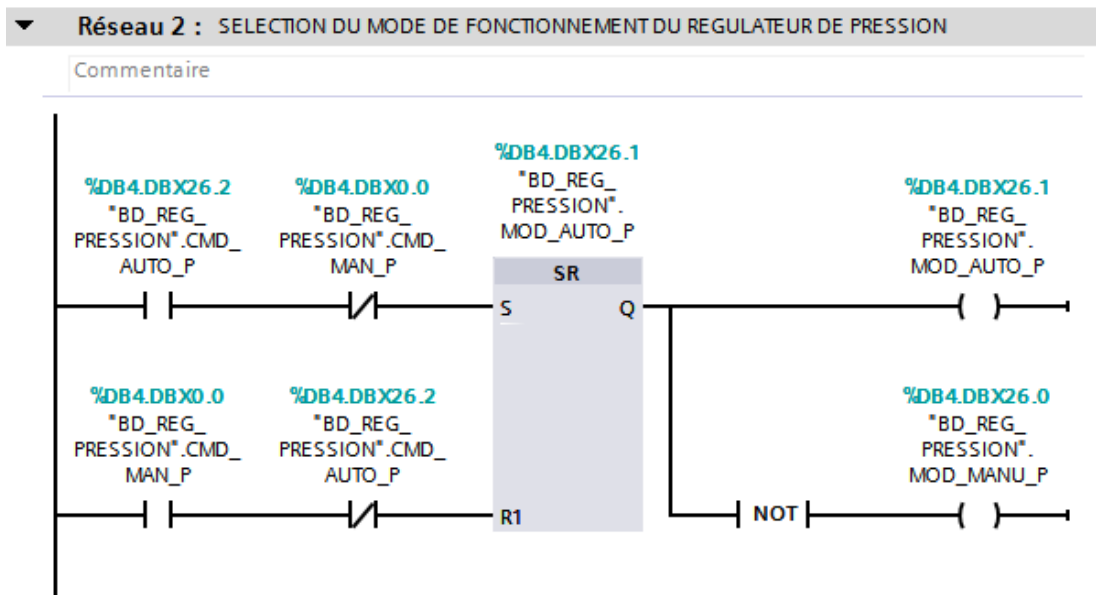 Réseau 2 : SELECTION DU MODE DE FONCTIONNEMENT DU REGULATEUR DE PRESSION
Commentaire
%DB4.DBX26.2
"BD_REG_
PRESSION".CMD_
AUTO_P
%DB4.DBX0.0
"BD_REG_
PRESSION".CMD_
MAN_P
%DB4.DBX26.1
"BD_REG_
PRESSION".
MOD_AUTO_P
SR
S
Q
%DB4.DBX26.1
"BD_REG_
PRESSION".
MOD_AUTO_P
%DB4.DBX0.0
"BD_REG_
PRESSION".CMD_
MAN_P
%DB4.DBX26.2
"BD_REG_
PRESSION".CMD_
AUTO_P
R1
NOT
%DB4.DBX26.0
"BD_REG_
PRESSION".
MOD_MANU_P